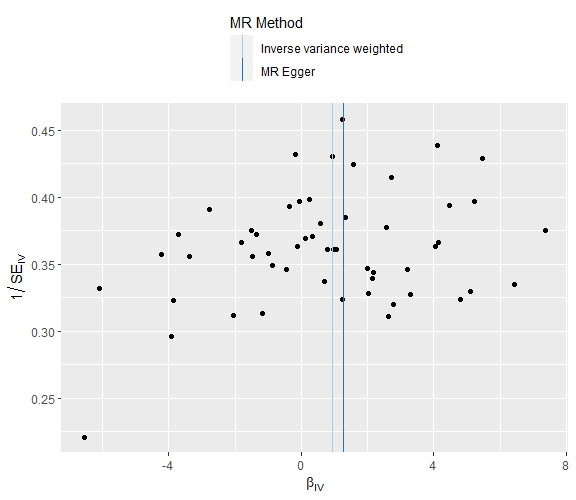 MR Method
Inverse variance weighted
MR Egger
0.45
0.40
0.35
0.30
0.25
1/SE_IV
-4
0
4
8
β_IV